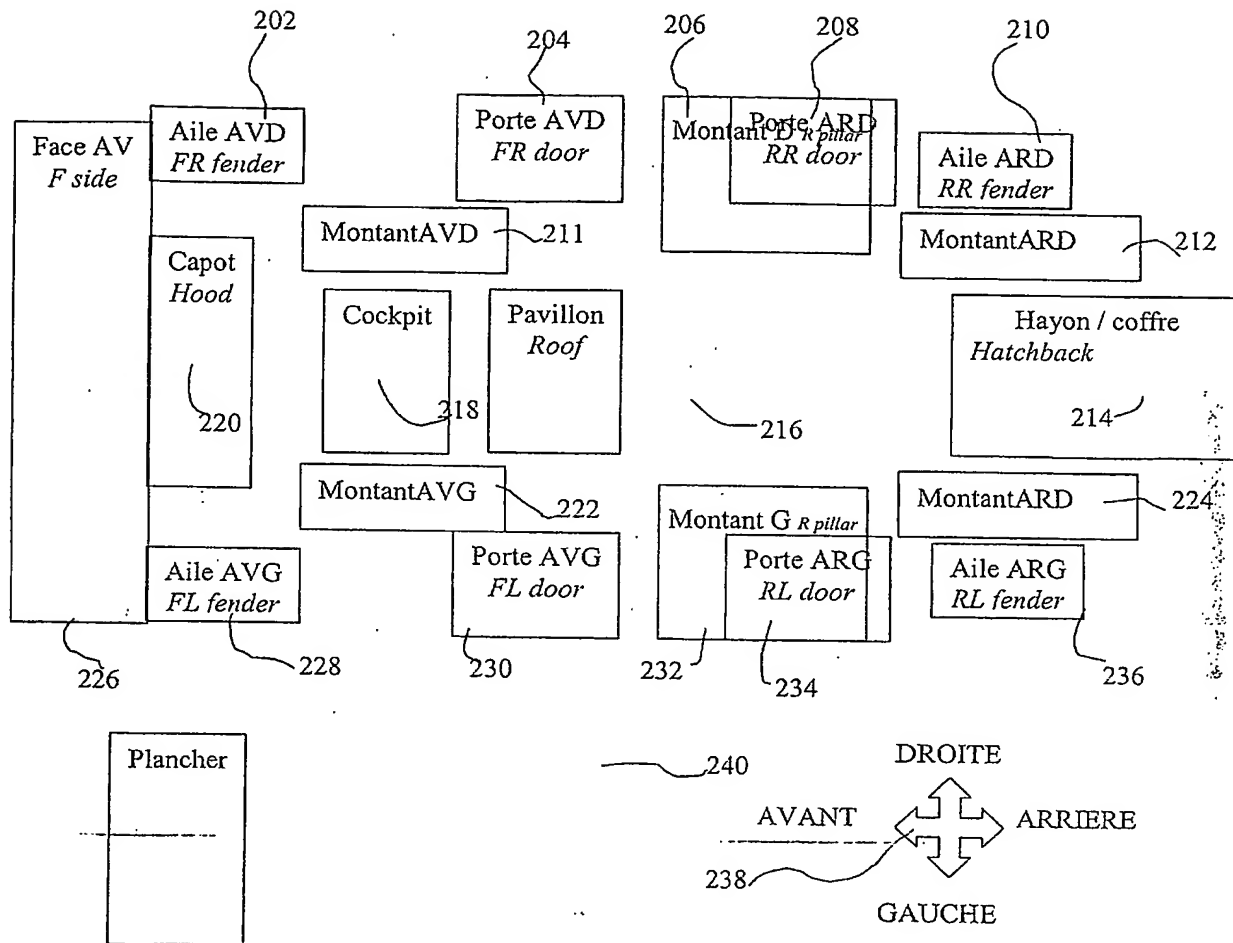 202
204
206
208
210
Face AV
F side
Aile AVD
FR fender
Porte AVD
FR door
Montant D R pillar
Porte ARD
RR door
Aile ARD
RR fender
MontantAVD
211
MontantARD
212
Capot
Hood
220
Cockpit
218
Pavillon
Roof
216
Hayon / coffre
Hatchback
214
MontantAVG
222
Montant G R pillar
MontantARD
224
Aile AVG
FL fender
Porte AVG
FL door
Porte ARG
RL door
Aile ARG
RL fender
226
228
230
232
234
236
Plancher
240
DROITE
AVANT
ARRIERE
238
GAUCHE